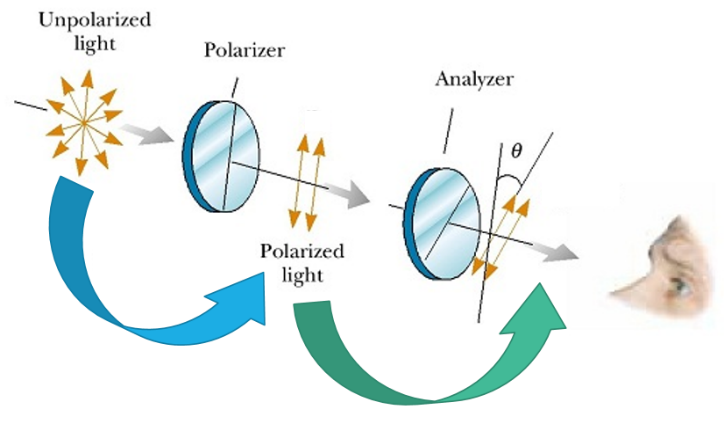 Unpolarized
light
Polarizer
Analyzer
θ
Polarized
light